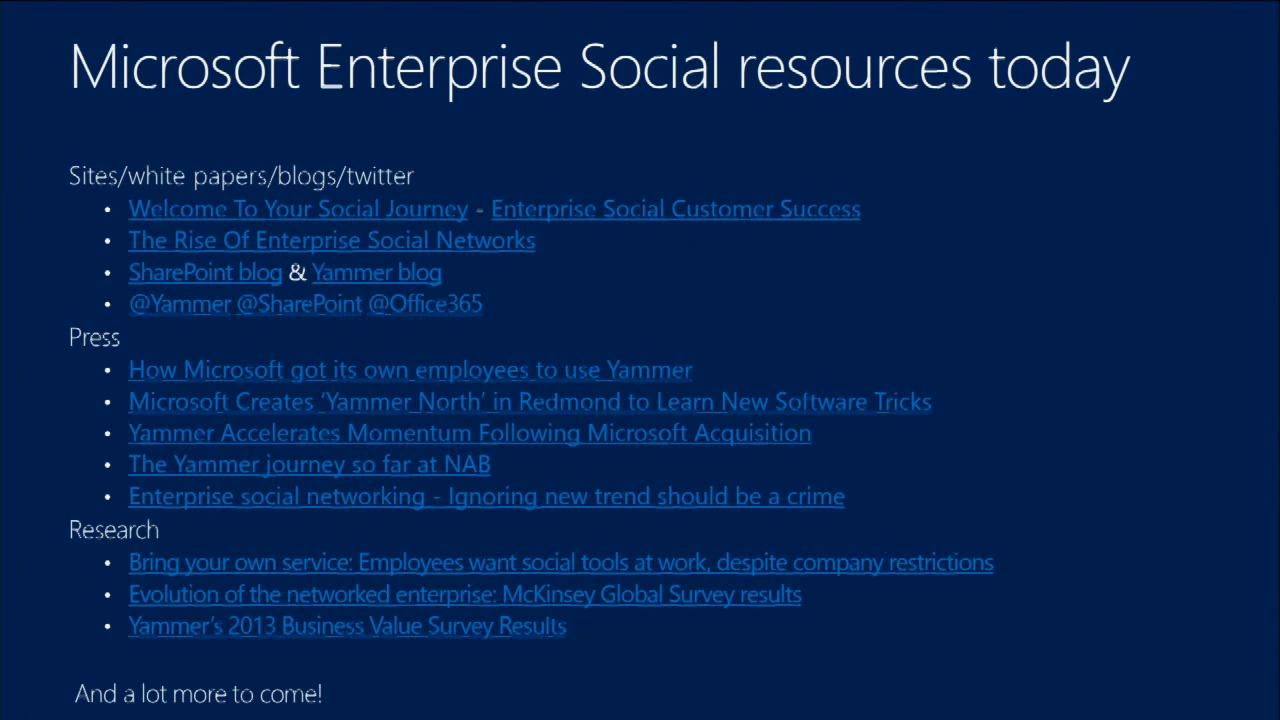 Microsoft Enterprise Social resources today
Sites/white papers/blogs/twitter
• Welcome To Your Social Journey - Enterprise Social Customer Success
• The Rise Of Enterprise Social Networks
• SharePoint blog & Yammer blog
• @Yammer @SharePoint @Office365
Press
• How Microsoft got its own employees to use Yammer
• Microsoft Creates ‘Yammer North’ in Redmond to Learn New Software Tricks
• Yammer Accelerates Momentum Following Microsoft Acquisition
• The Yammer journey so far at NAB
• Enterprise social networking - Ignoring new trend should be a crime
Research
• Bring your own service: Employees want social tools at work, despite company restrictions
• Evolution of the networked enterprise: McKinsey Global Survey results
• Yammer’s 2013 Business Value Survey Results
And a lot more to come!